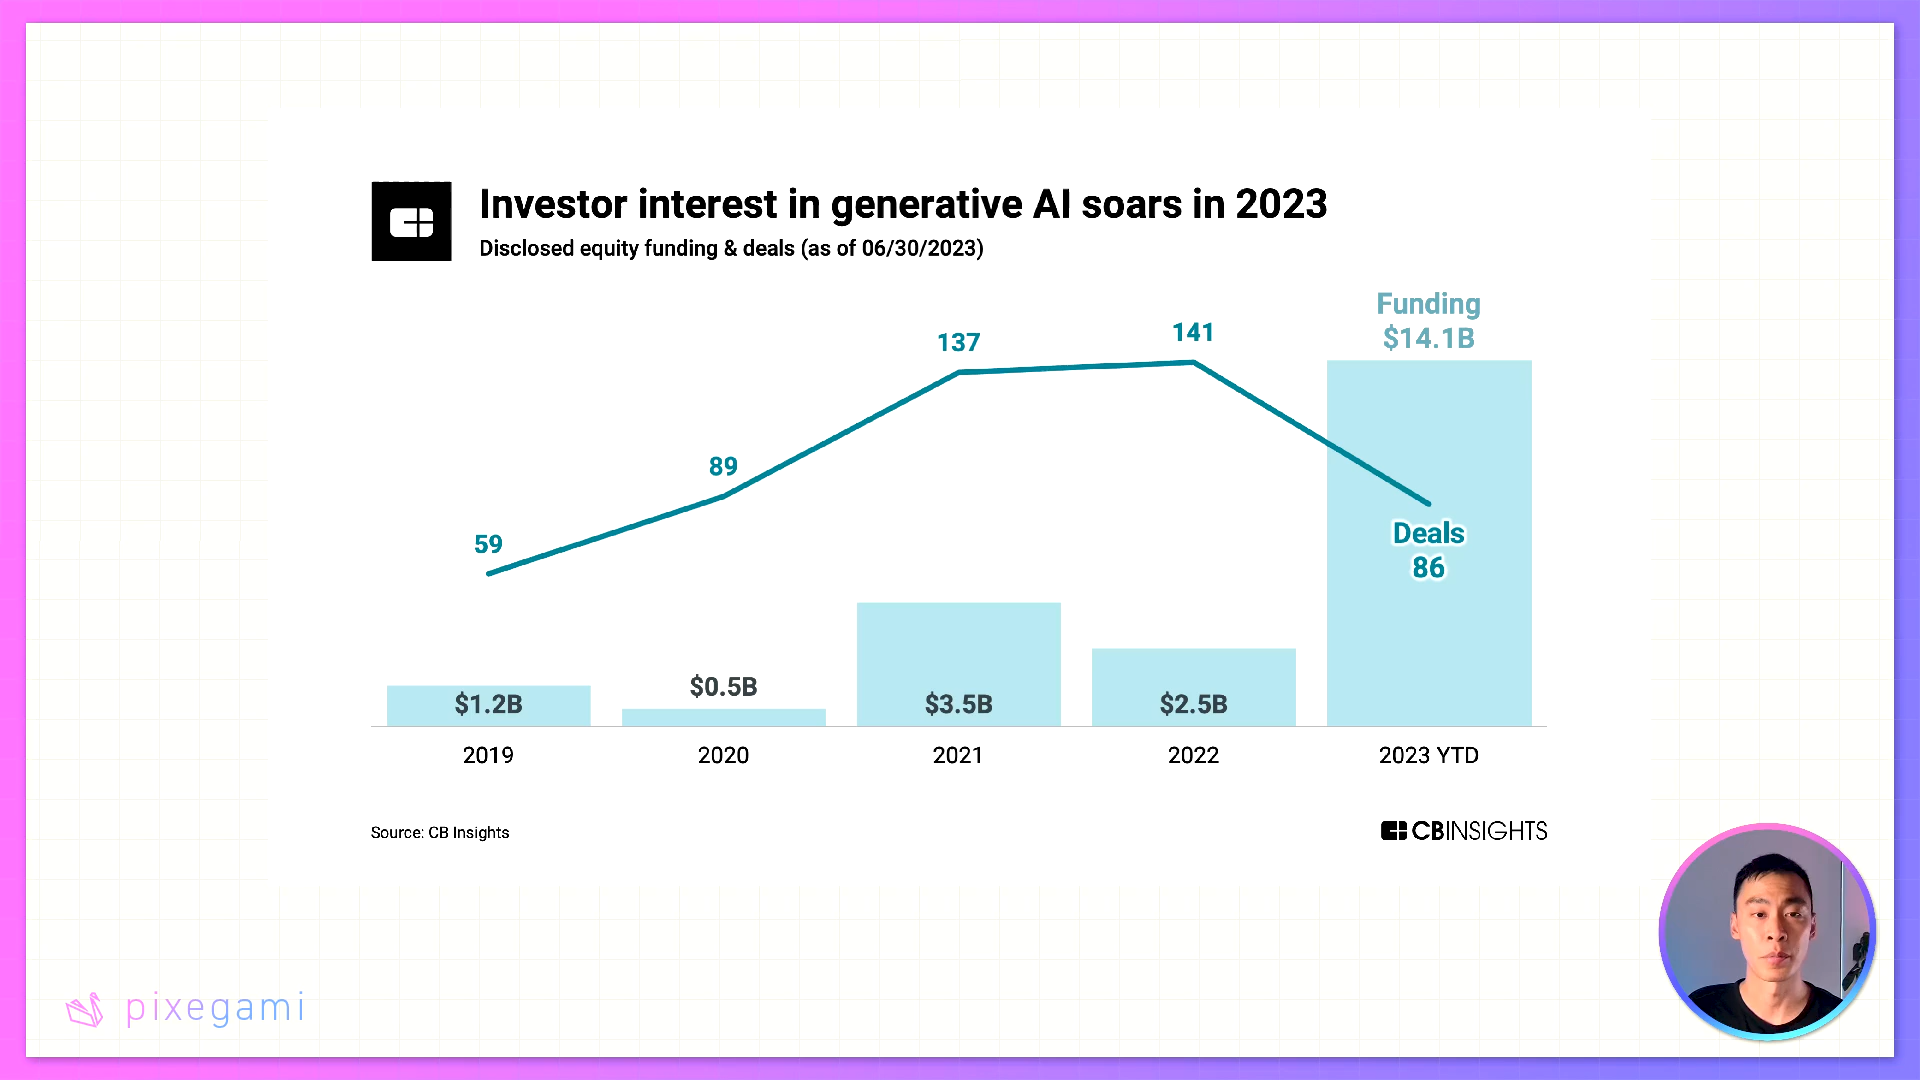 Investor interest in generative AI soars in 2023
Disclosed equity funding & deals (as of 06/30/2023)
Funding
$14.1B
59
89
137
141
Deals
86
$1.2B
$0.5B
$3.5B
$2.5B
2019
2020
2021
2022
2023 YTD
Source: CB Insights
CBINSIGHTS
pixegami